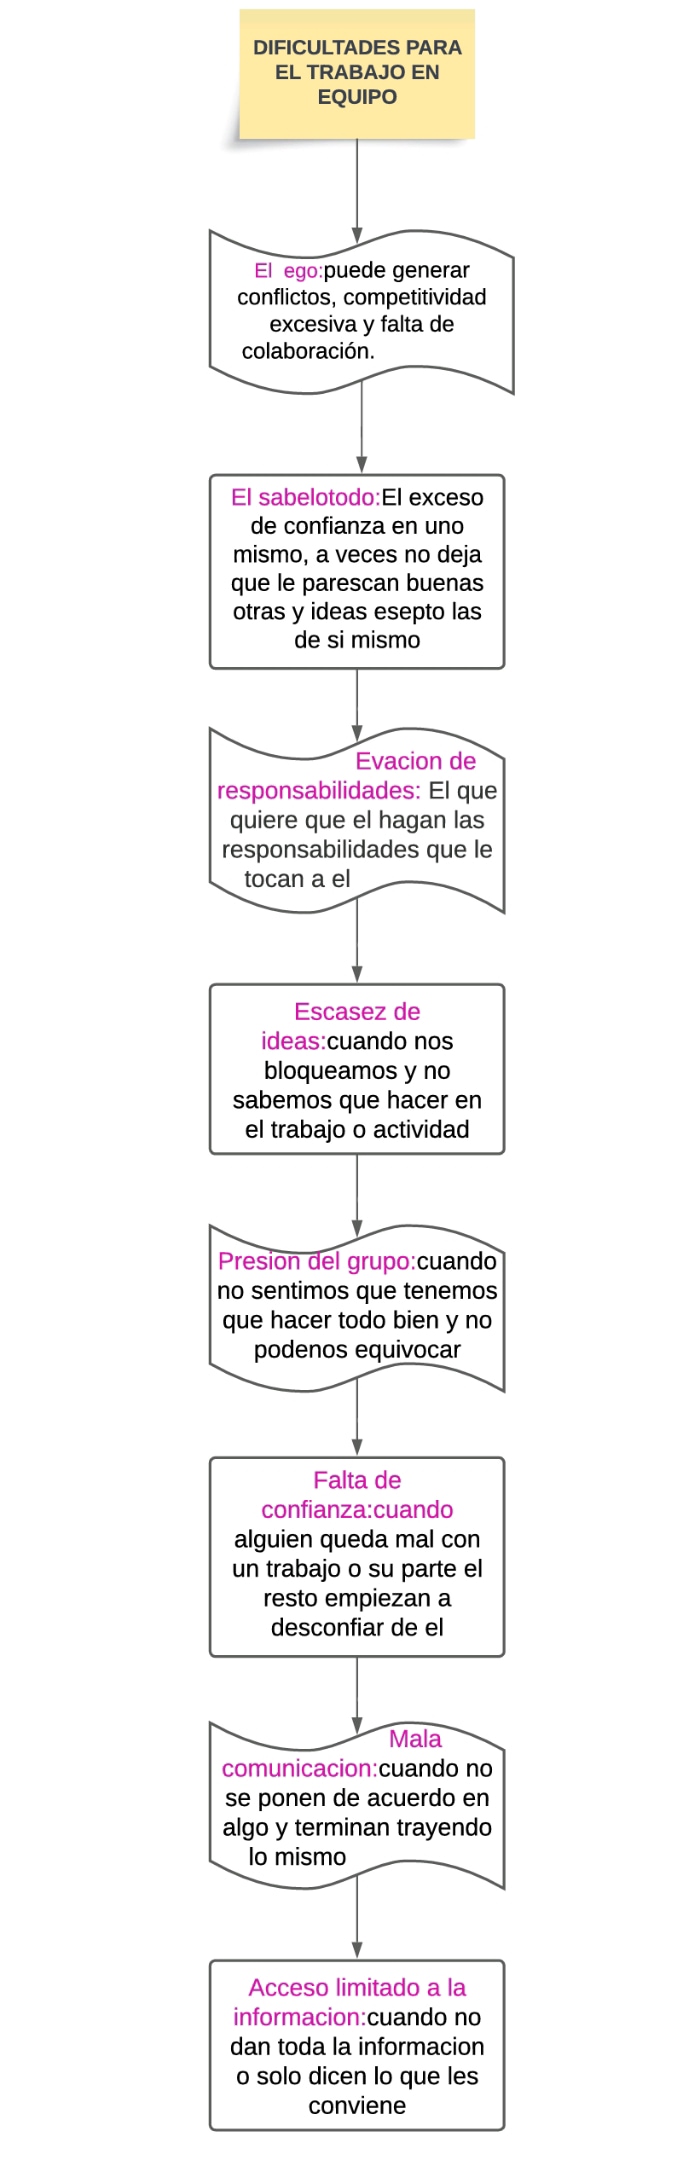 DIFICULTADES PARA
EL TRABAJO EN
EQUIPO
El  ego:puede generar
conflictos, competitividad
excesiva y falta de
colaboración.
El sabelotodo:El exceso
de confianza en uno
mismo, a veces no deja
que le parescan buenas
otras y ideas esepto las
de si mismo
Evacion de
responsabilidades: El que
quiere que el hagan las
responsabilidades que le
tocan a el
Escasez de
ideas:cuando nos
bloqueamos y no
sabemos que hacer en
el trabajo o actividad
Presion del grupo:cuando
no sentimos que tenemos
que hacer todo bien y no
podenos equivocar
Falta de
confianza:cuando
alguien queda mal con
un trabajo o su parte el
resto empiezan a
desconfiar de el
Mala
comunicacion:cuando no
se ponen de acuerdo en
algo y terminan trayendo
lo mismo
Acceso limitado a la
informacion:cuando no
dan toda la informacion
o solo dicen lo que les
conviene